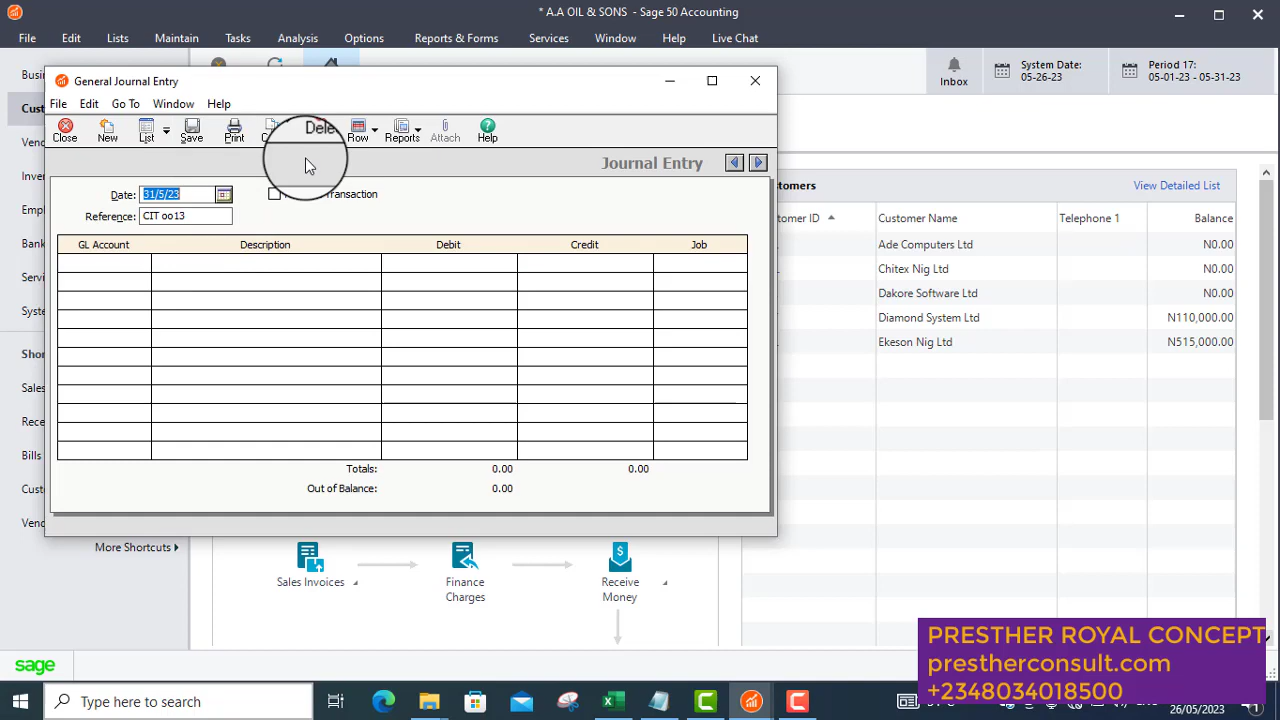 * A.A OIL & SONS - Sage 50 Accounting
File Edit Lists Maintain Tasks Analysis Options Reports & Forms Services Window Help Live Chat
Inbox
System Date:
05-26-23
Period 17:
05-01-23 - 05-31-23
Busi
Cust
Vend
Inve
Emp
Bank
Servi
Syste
Shor
Sales
Rece
Bills
Cust
Vend
More Shortcuts
General Journal Entry
File Edit Go To Window Help
Close New List Save Print Dele Row Reports Attach Help
Journal Entry
Date: 31/5/23 Transaction
Reference: CIT oo13
GL Account Description Debit Credit Job
Totals: 0.00 0.00
Out of Balance: 0.00
stomers View Detailed List
tomer ID Customer Name Telephone 1 Balance
Ade Computers Ltd N0.00
Chitex Nig Ltd N0.00
Dakore Software Ltd N0.00
Diamond System Ltd N110,000.00
Ekeson Nig Ltd N515,000.00
Sales Invoices
Finance
Charges
Receive
Money
PRESTHER ROYAL CONCEPT
prestherconsult.com
+2348034018500
sage
Type here to search
26/05/2023